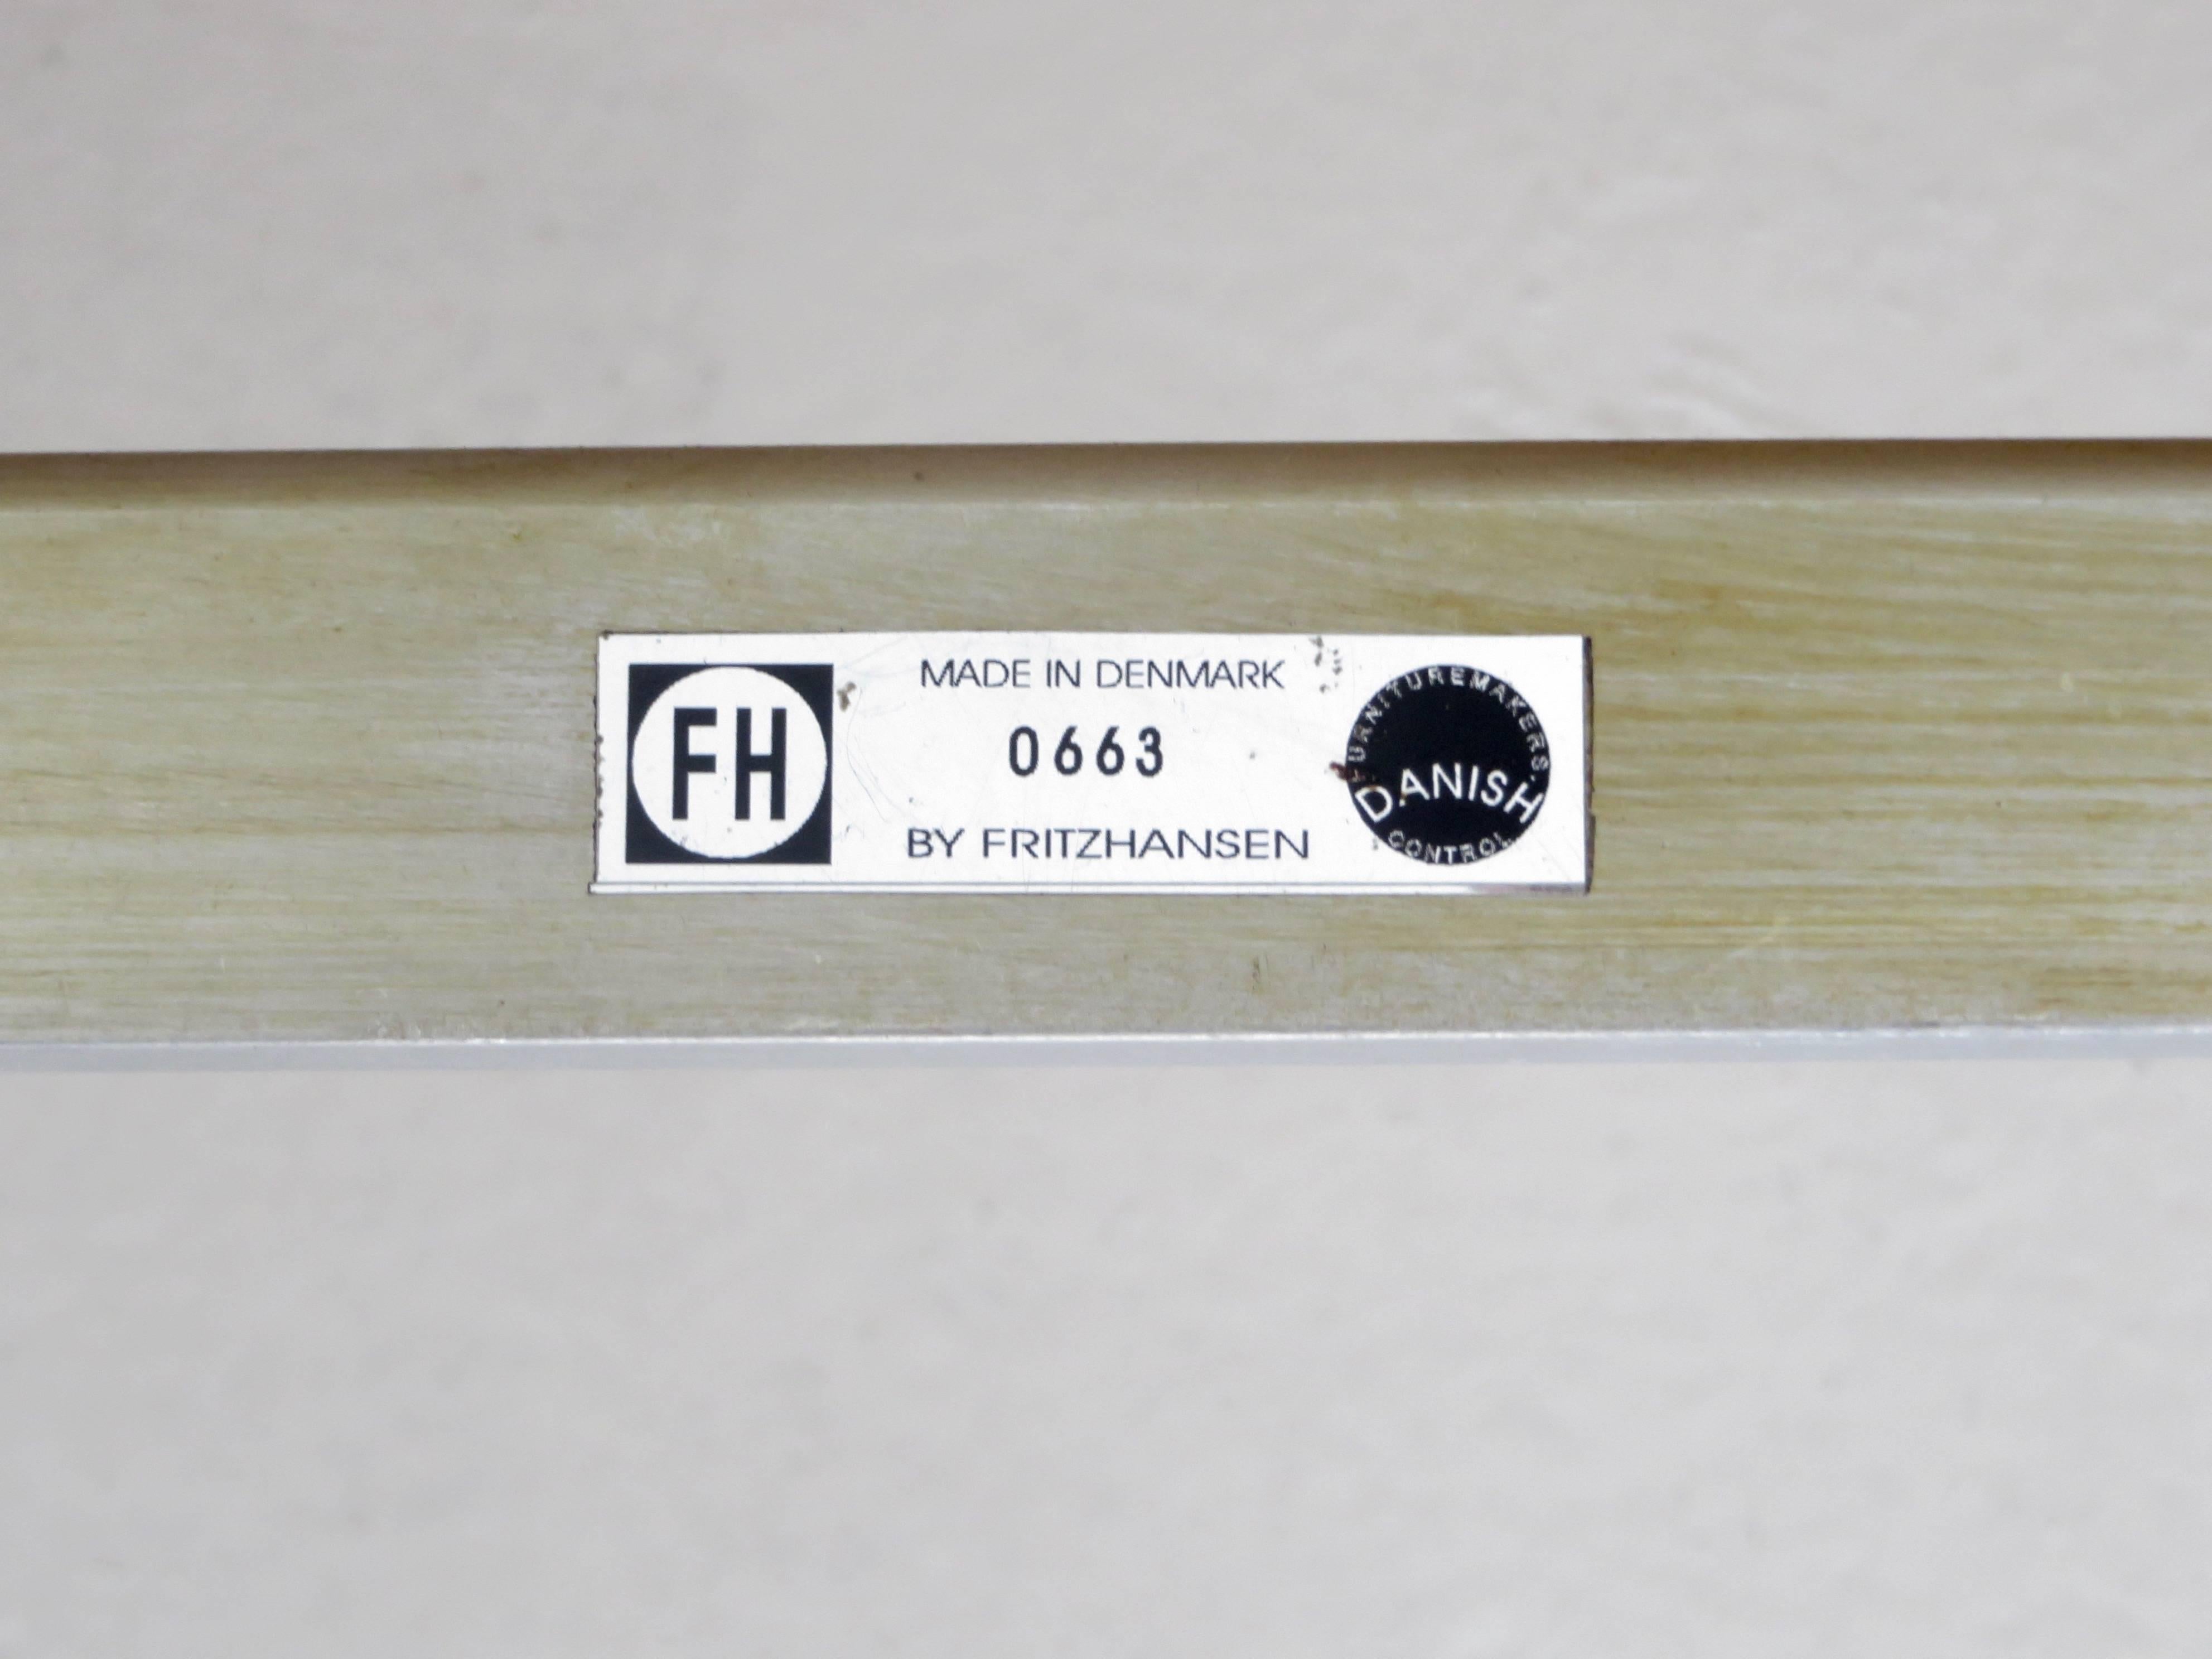 FH
MADE IN DENMARK
0663
BY FRITZHANSEN
FURNITUREMAKERS.
DANISH
CONTROL